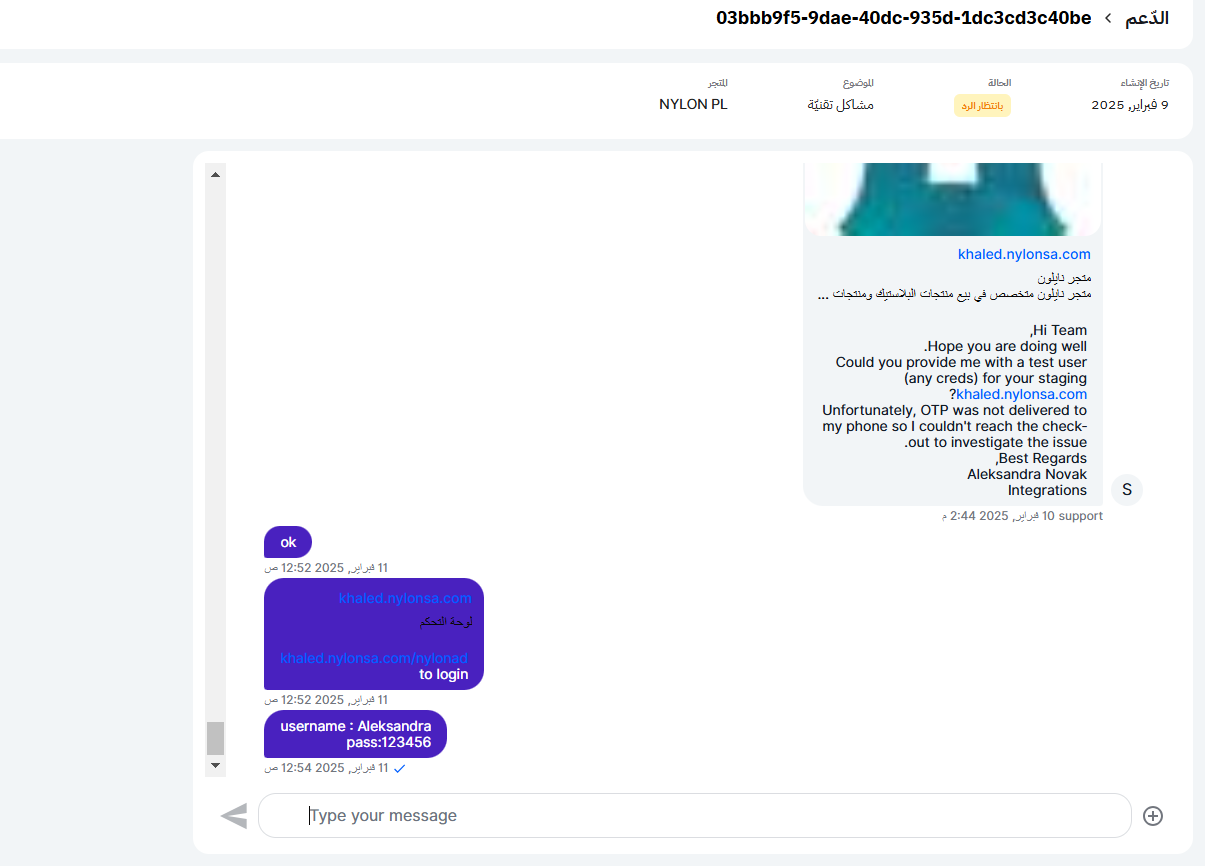 الدّعم > 03bbb9f5-9dae-40dc-935d-1dc3cd3c40be
تاريخ الإنشاء
9 فبراير, 2025
الحالة
بانتظار الرد
الموضوع
مشاكل تقنيّة
المتجر
NYLON PL
khaled.nylonsa.com
متجر نايلون
متجر نايلون متخصص في بيع منتجات البلاستيك ومنتجات ...
Hi Team,
Hope you are doing well.
Could you provide me with a test user
(any creds) for your staging
khaled.nylonsa.com?
Unfortunately, OTP was not delivered to
my phone so I couldn't reach the check-
out to investigate the issue.
Best Regards,
Aleksandra Novak
Integrations
S
support 10 فبراير, 2025 2:44 م
ok
11 فبراير, 2025 12:52 ص
khaled.nylonsa.com
لوحة التحكم
khaled.nylonsa.com/nylonad
to login
11 فبراير, 2025 12:52 ص
username : Aleksandra
pass:123456
11 فبراير, 2025 12:54 ص
Type your message